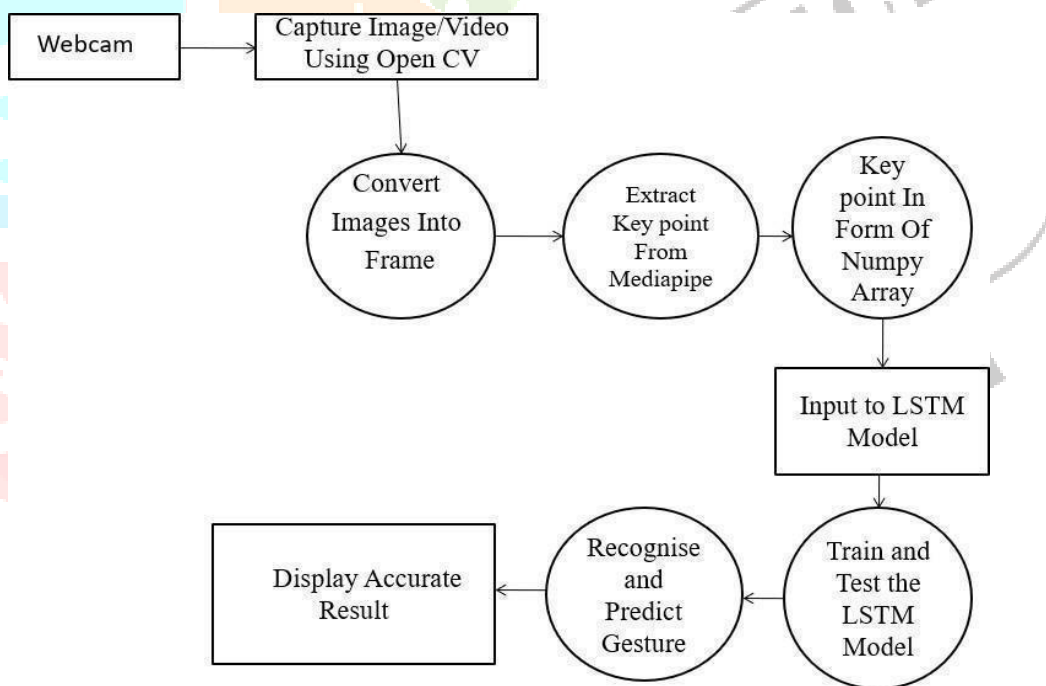 Webcam
Capture Image/Video
Using Open CV
Convert
Images Into
Frame
Extract
Key point
From
Mediapipe
Key
point In
Form Of
Numpy
Array
Input to LSTM
Model
Train and
Test the
LSTM
Model
Recognise
and
Predict
Gesture
Display Accurate
Result